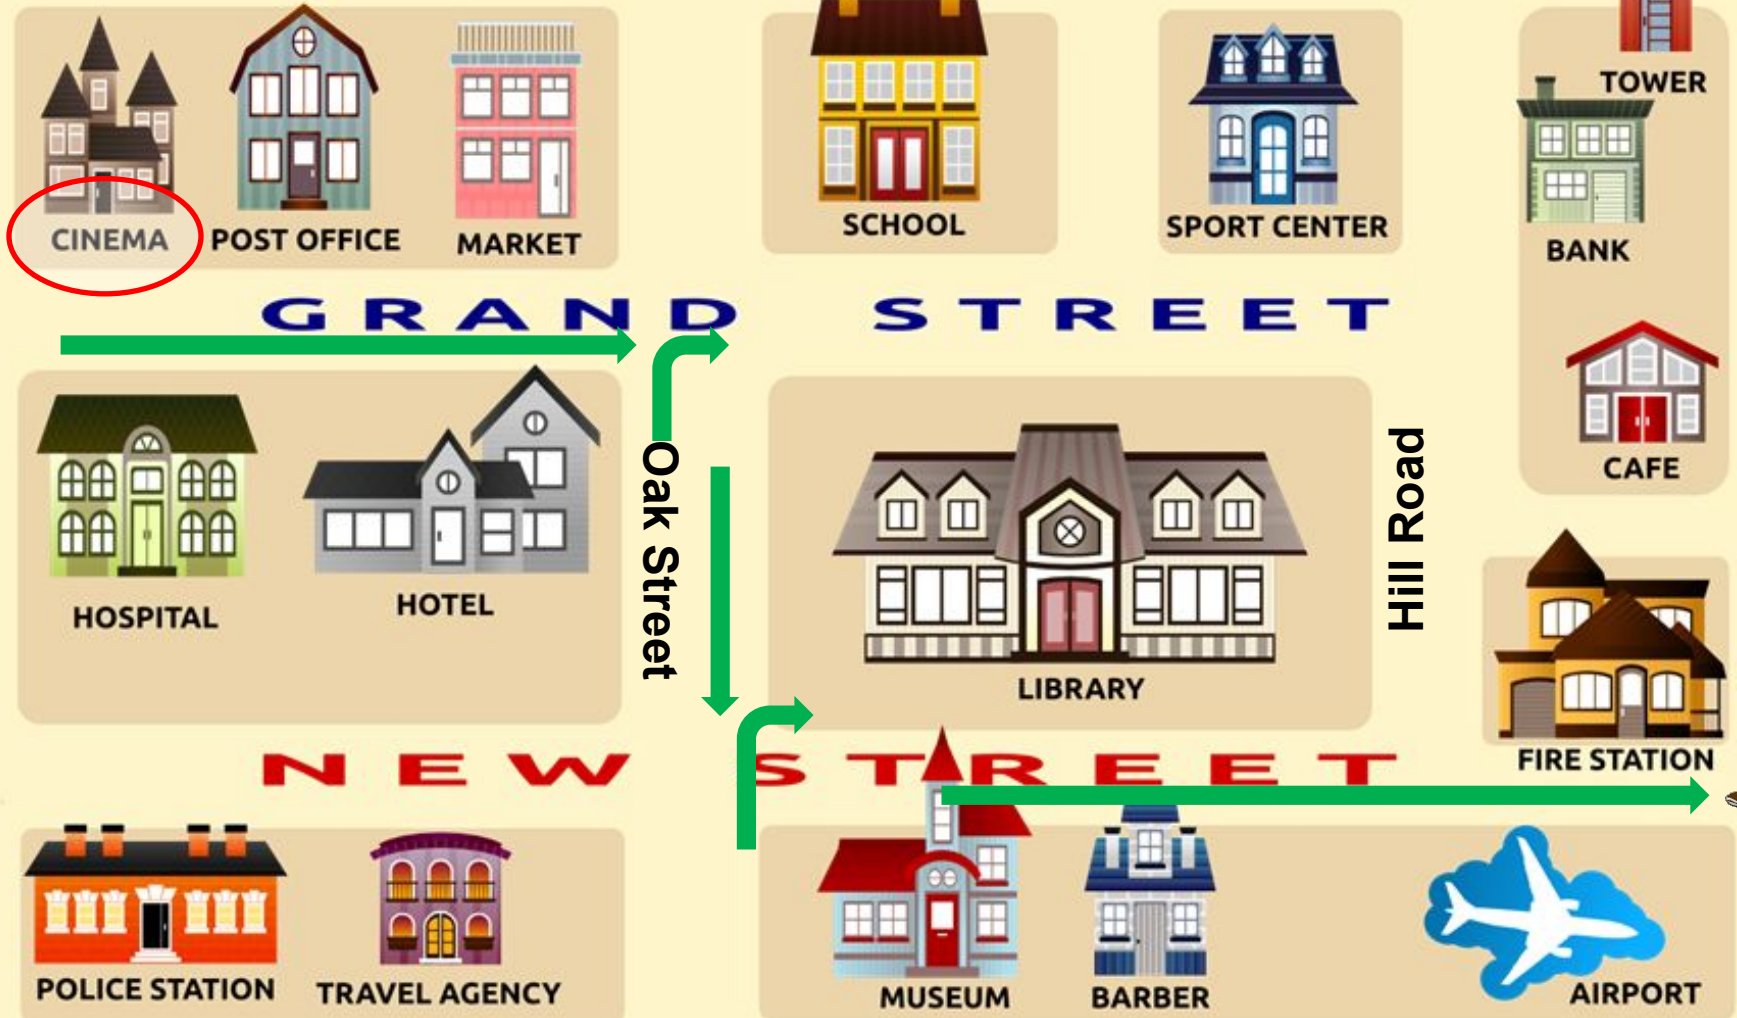 TOWER
CINEMA
POST OFFICE
MARKET
SCHOOL
SPORT CENTER
BANK
GRAND STREET
HOSPITAL
HOTEL
Oak Street
LIBRARY
Hill Road
CAFE
FIRE STATION
NEW STREET
POLICE STATION
TRAVEL AGENCY
MUSEUM
BARBER
AIRPORT